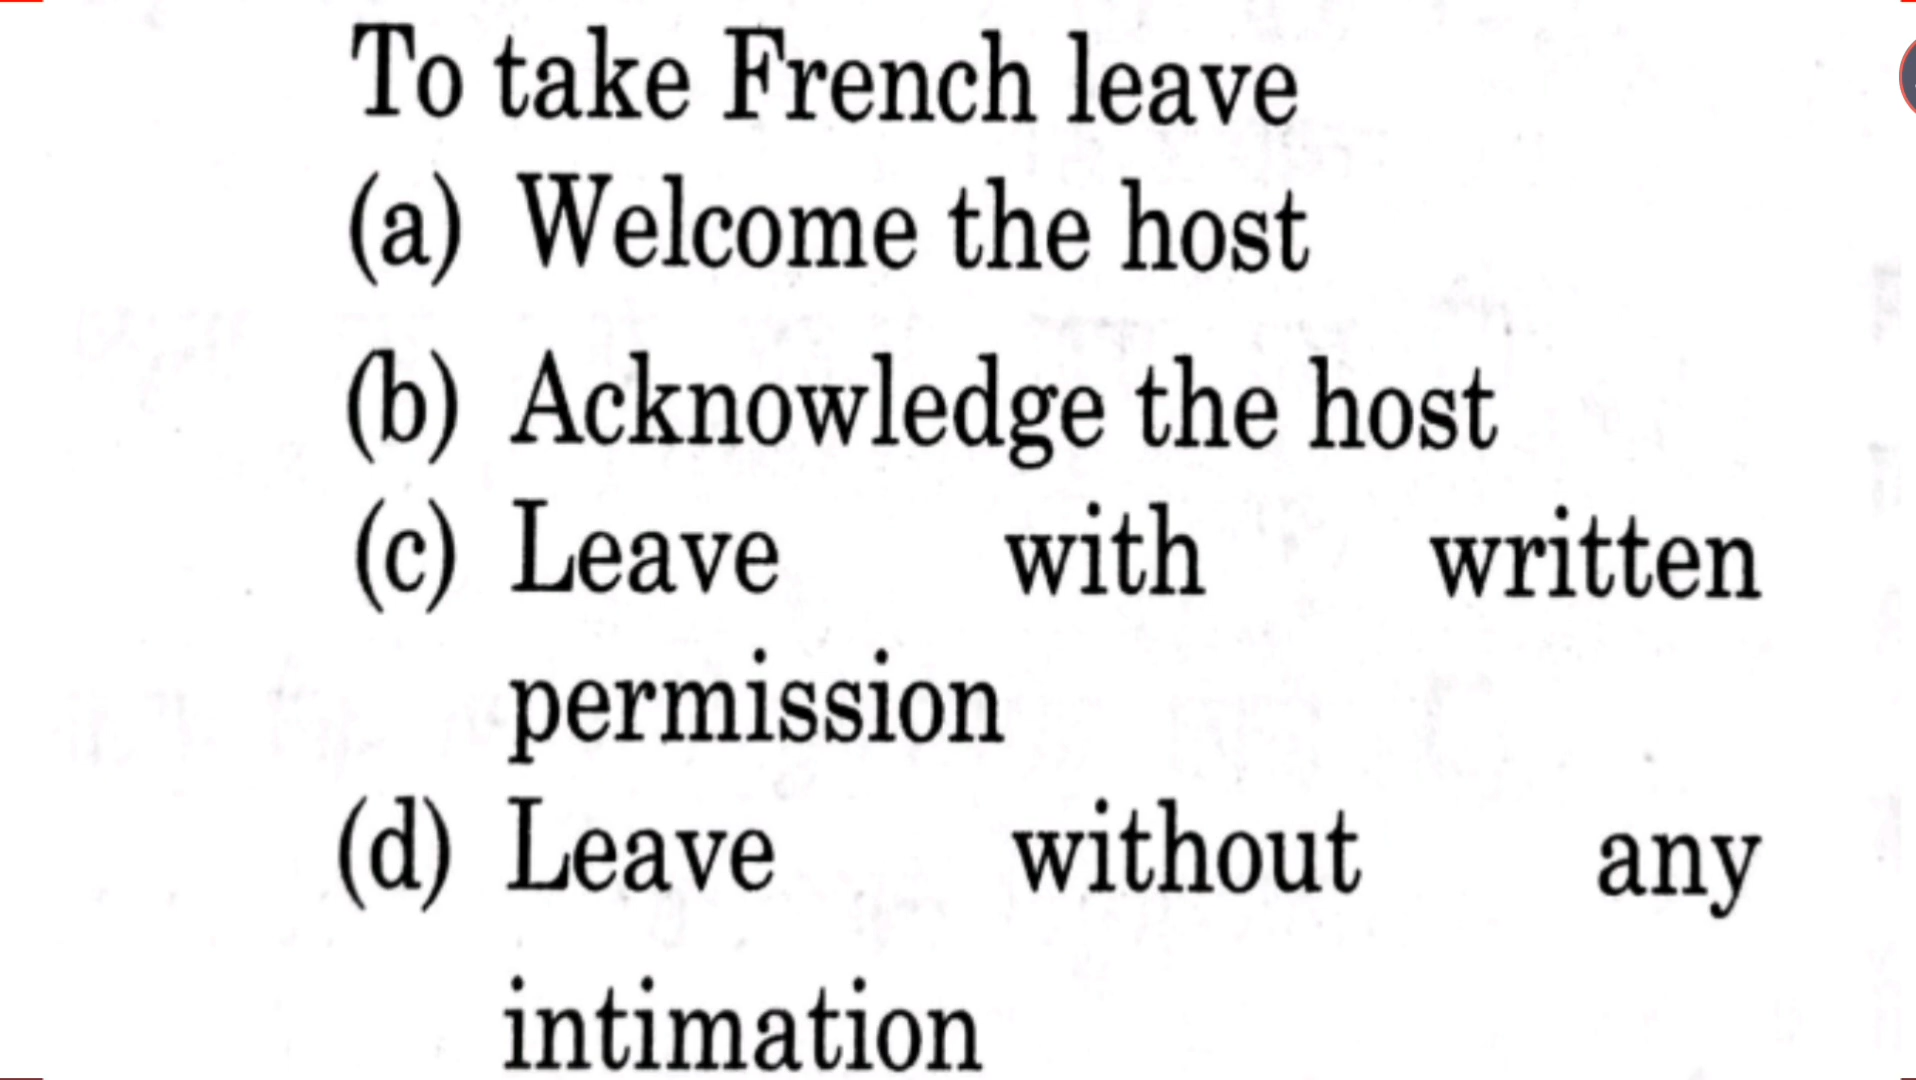 To take French leave
(a) Welcome the host
(b) Acknowledge the host
(c) Leave with written
permission
(d) Leave without any
intimation